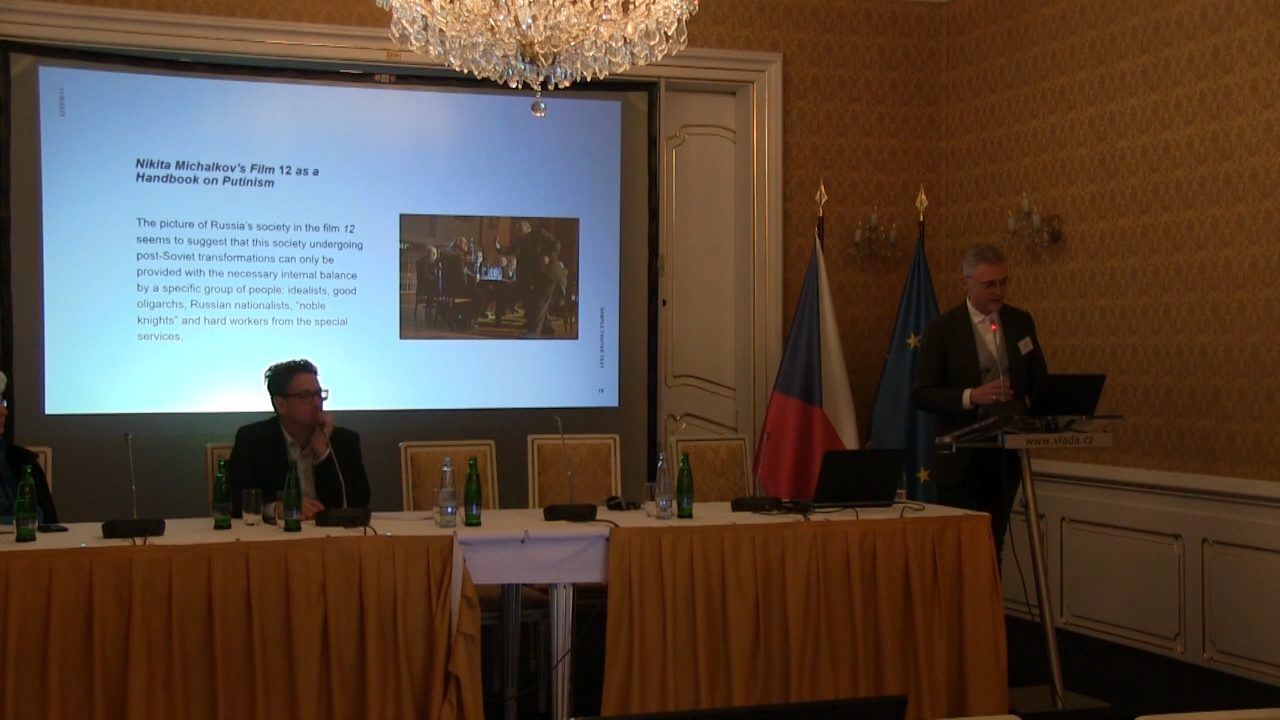 Nikita Michalkov's Film 12 as a
Handbook on Putinism
The picture of Russia's society in the film 12
seems to suggest that this society undergoing
post-Soviet transformations can only be
provided with the necessary internal balance
by a specific group of people: idealists, good
oligarchs, Russian nationalists, "noble
knights" and hard workers from the special
services.
SAMPLE FOOTER TEXT
www.vlada.cz